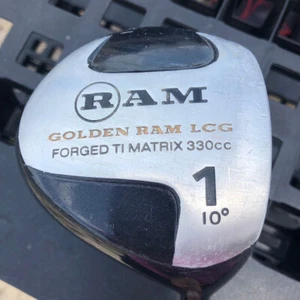 RAM
GOLDEN RAM LCG
FORGED TI MATRIX 330cc
1
10°